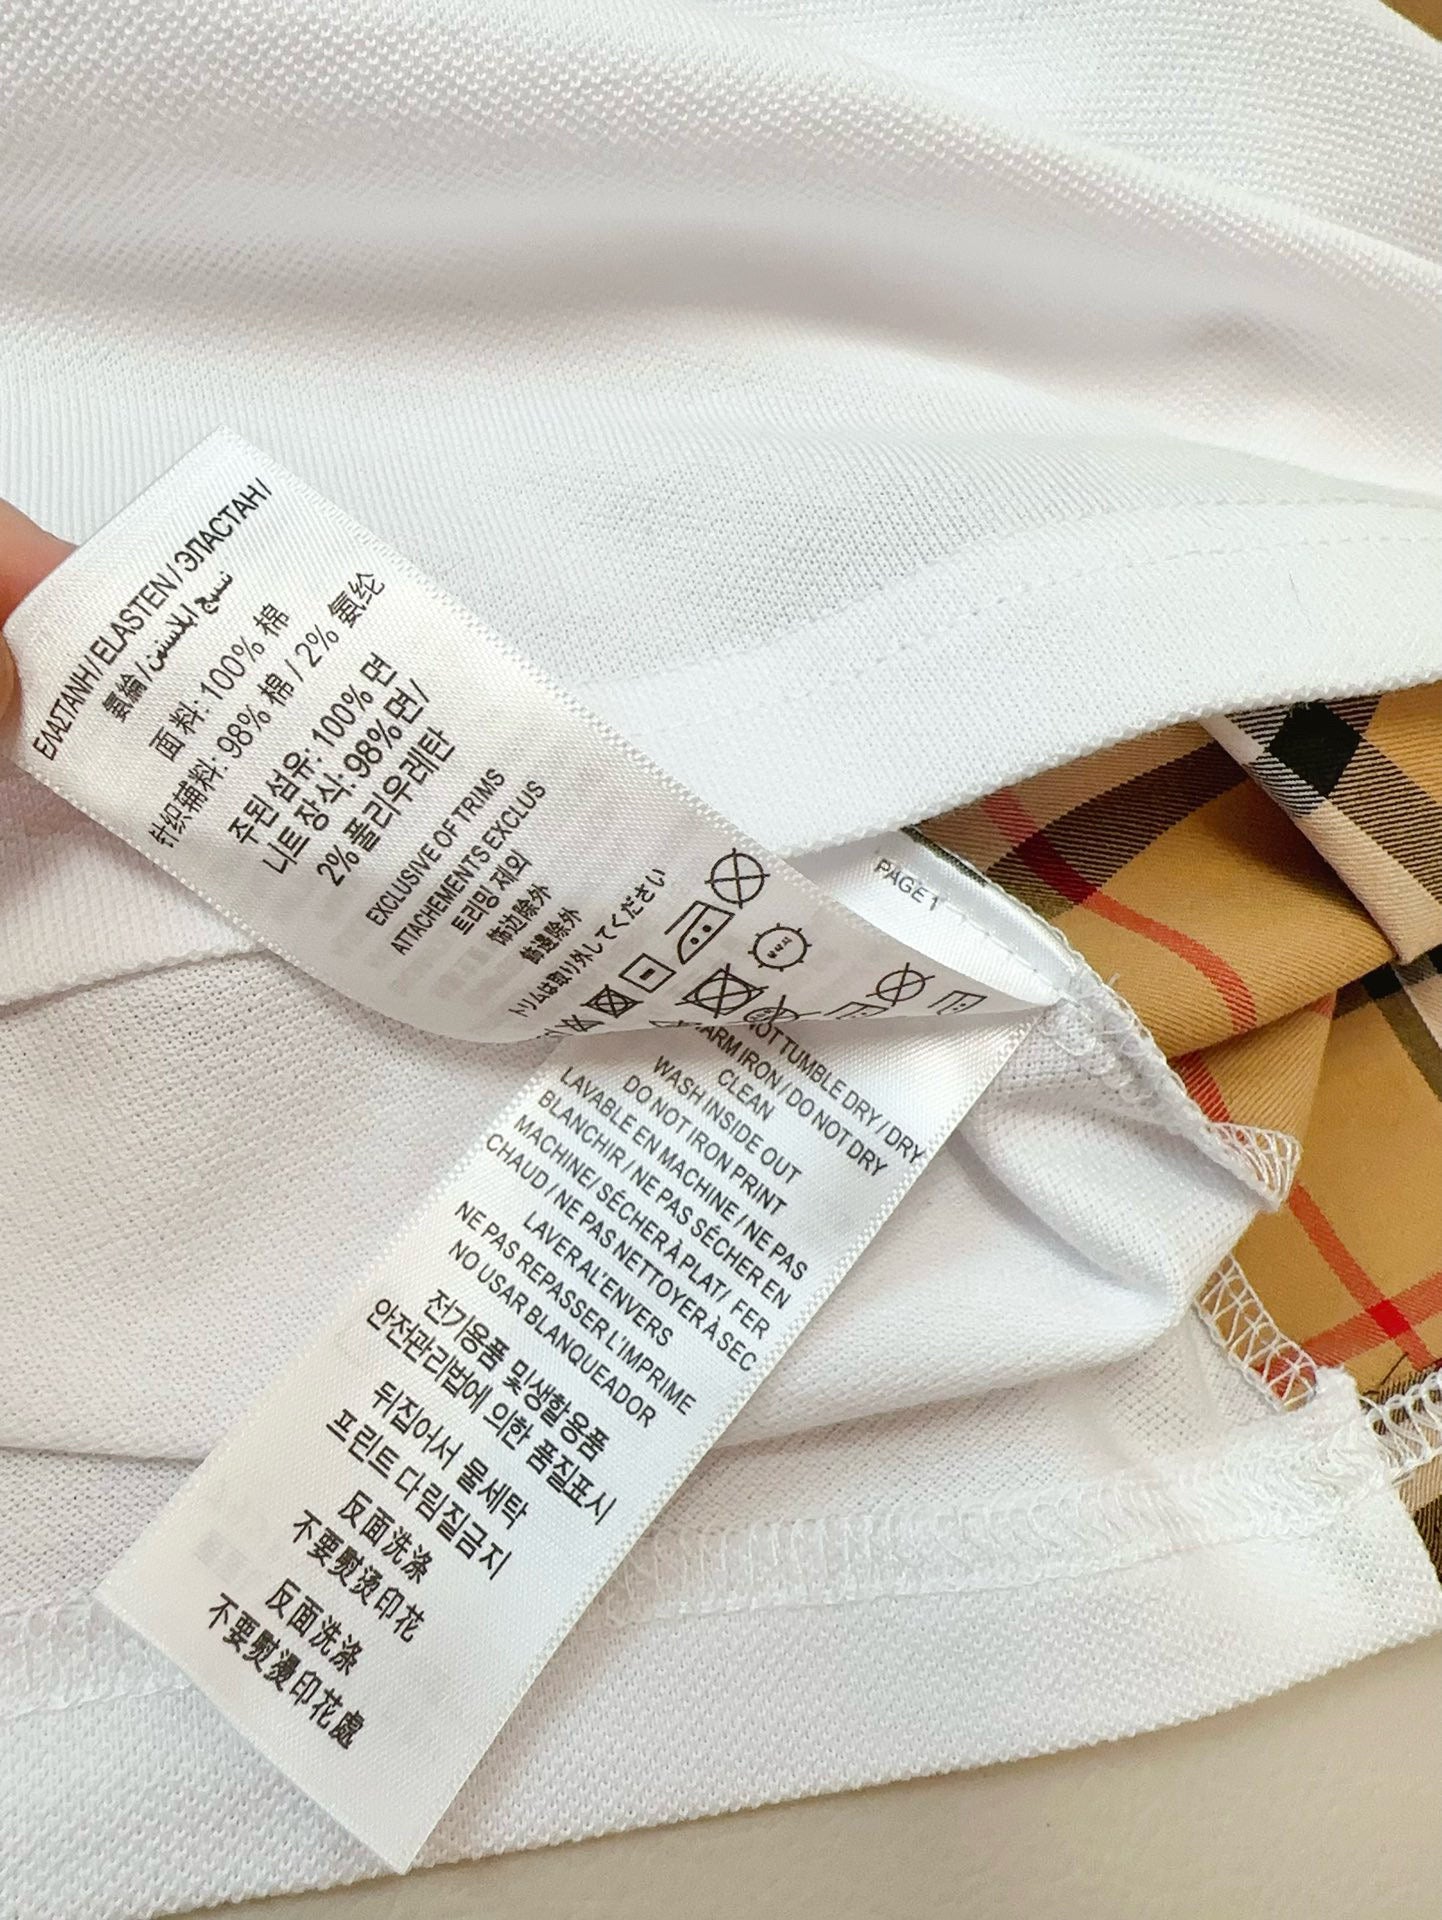 ΕΛΑΣΤΑΝΗ / ELASTEN / ЭЛАСТАН /
氨綸 / نسيج ايلاستين
面料: 100% 棉
针织辅料: 98% 棉 / 2% 氨纶
주된 섬유: 100% 면
니트 장식: 98% 면 /
2% 폴리우레탄
EXCLUSIVE OF TRIMS
ATTACHEMENTS EXCLUS
트리밍 제외
饰边除外
飾邊除外
トリムは取り外してください
PAGE 1
NOT TUMBLE DRY / DRY
IRON / DO NOT DRY
CLEAN
WASH INSIDE OUT
DO NOT IRON PRINT
LAVABLE EN MACHINE / NE PAS
BLANCHIR / NE PAS SÉCHER EN
MACHINE/ SÉCHER À PLAT/ FER
CHAUD / NE PAS NETTOYER À SEC
LAVER A L'ENVERS
NE PAS REPASSER L'IMPRIME
NO USAR BLANQUEADOR
전기용품 및생활용품
안전관리법에 의한 품질표시
뒤집어서 물세탁
프린트 다림질금지
反面洗涤
不要熨烫印花
反面洗滌
不要熨燙印花處